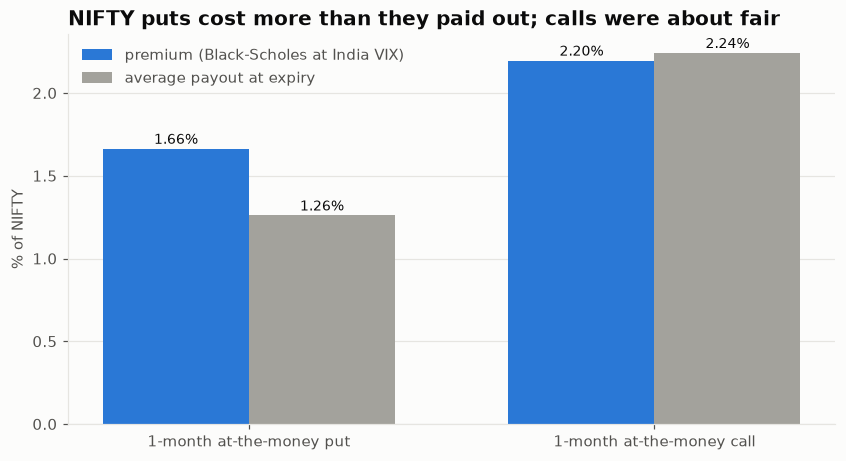 NIFTY puts cost more than they paid out; calls were about fair
premium (Black-Scholes at India VIX)
average payout at expiry
% of NIFTY
2.0
1.5
1.0
0.5
0.0
1.66%
1.26%
2.20%
2.24%
1-month at-the-money put
1-month at-the-money call